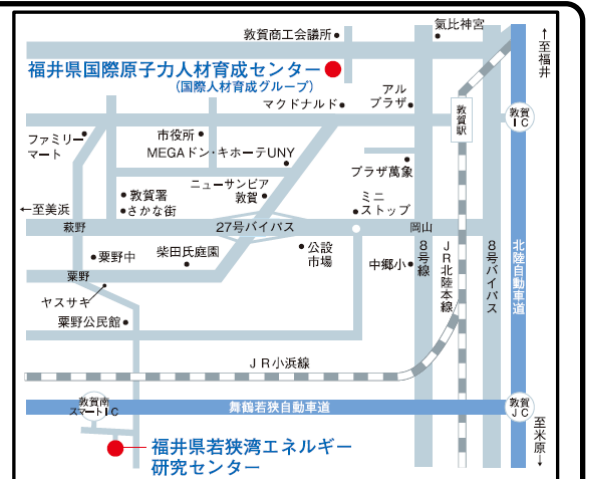 敦賀商工会議所
氣比神宮
↑至福井
福井県国際原子力人材育成センター
(国際人材育成グループ)
マクドナルド
アル
プラザ
敦賀駅
敦賀
IC
ファミリー
マート
市役所
MEGAドン・キホーテUNY
プラザ萬象
ニューサンピア
敦賀
敦賀署
さかな街
ミニ
ストップ
←至美浜
萩野
27号バイパス
岡山
粟野中
柴田氏庭園
公設
市場
中郷小
8号線
JR北陸本線
8号バイパス
北陸自動車道
粟野
ヤスサキ
粟野公民館
JR小浜線
敦賀南
スマートIC
舞鶴若狭自動車道
敦賀
JC
至米原↓
福井県若狭湾エネルギー
研究センター